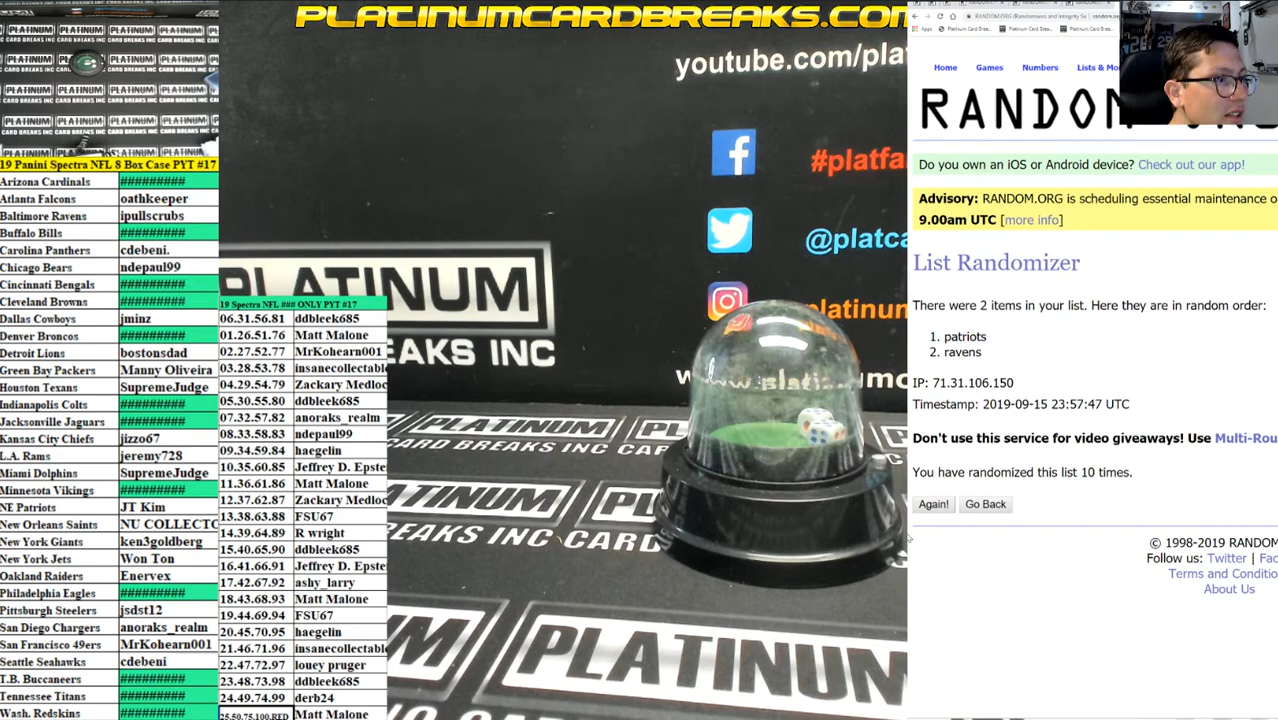 PLATINUMCARDBREAKS.COM
19 Panini Spectra NFL 8 Box Case PYT #17
Arizona Cardinals #########
Atlanta Falcons oathkeeper
Baltimore Ravens ipullscrubs
Buffalo Bills #########
Carolina Panthers cdebeni.
Chicago Bears ndepaul99
Cincinnati Bengals #########
Cleveland Browns #########
Dallas Cowboys jminz
Denver Broncos #########
Detroit Lions bostonsdad
Green Bay Packers Manny Oliveira
Houston Texans SupremeJudge
Indianapolis Colts #########
Jacksonville Jaguars #########
Kansas City Chiefs jizzo67
L.A. Rams jeremy728
Miami Dolphins SupremeJudge
Minnesota Vikings #########
NE Patriots JT Kim
New Orleans Saints NU COLLECTO
New York Giants ken3goldberg
New York Jets Won Ton
Oakland Raiders Enervex
Philadelphia Eagles #########
Pittsburgh Steelers jsdst12
San Diego Chargers anoraks_realm
San Francisco 49ers MrKohearn001
Seattle Seahawks cdebeni
T.B. Buccaneers #########
Tennessee Titans #########
Wash. Redskins #########
19 Spectra NFL ### ONLY PYT #17
06.31.56.81 ddbleek685
01.26.51.76 Matt Malone
02.27.52.77 MrKohearn001
03.28.53.78 insanecollectabl
04.29.54.79 Zackary Medloc
05.30.55.80 ddbleek685
07.32.57.82 anoraks_realm
08.33.58.83 ndepaul99
09.34.59.84 haegelin
10.35.60.85 Jeffrey D. Epste
11.36.61.86 Matt Malone
12.37.62.87 Zackary Medloc
13.38.63.88 FSU67
14.39.64.89 R wright
15.40.65.90 ddbleek685
16.41.66.91 Jeffrey D. Epste
17.42.67.92 ashy_larry
18.43.68.93 Matt Malone
19.44.69.94 FSU67
20.45.70.95 haegelin
21.46.71.96 insanecollectabl
22.47.72.97 louey pruger
23.48.73.98 ddbleek685
24.49.74.99 derb24
25.50.75.100.RED Matt Malone
youtube.com/pla
#platfa
@platca
platinum
PLATINUM
BREAKS INC
PLATINUM
CARD BREAKS INC
Home Games Numbers Lists & Mo
RANDOM
Do you own an iOS or Android device? Check out our app!
Advisory: RANDOM.ORG is scheduling essential maintenance o
9.00am UTC [more info]
List Randomizer
There were 2 items in your list. Here they are in random order:
1. patriots
2. ravens
IP: 71.31.106.150
Timestamp: 2019-09-15 23:57:47 UTC
Don't use this service for video giveaways! Use Multi-Rou
You have randomized this list 10 times.
Again! Go Back
© 1998-2019 RANDOM
Follow us: Twitter | Fac
Terms and Conditio
About Us